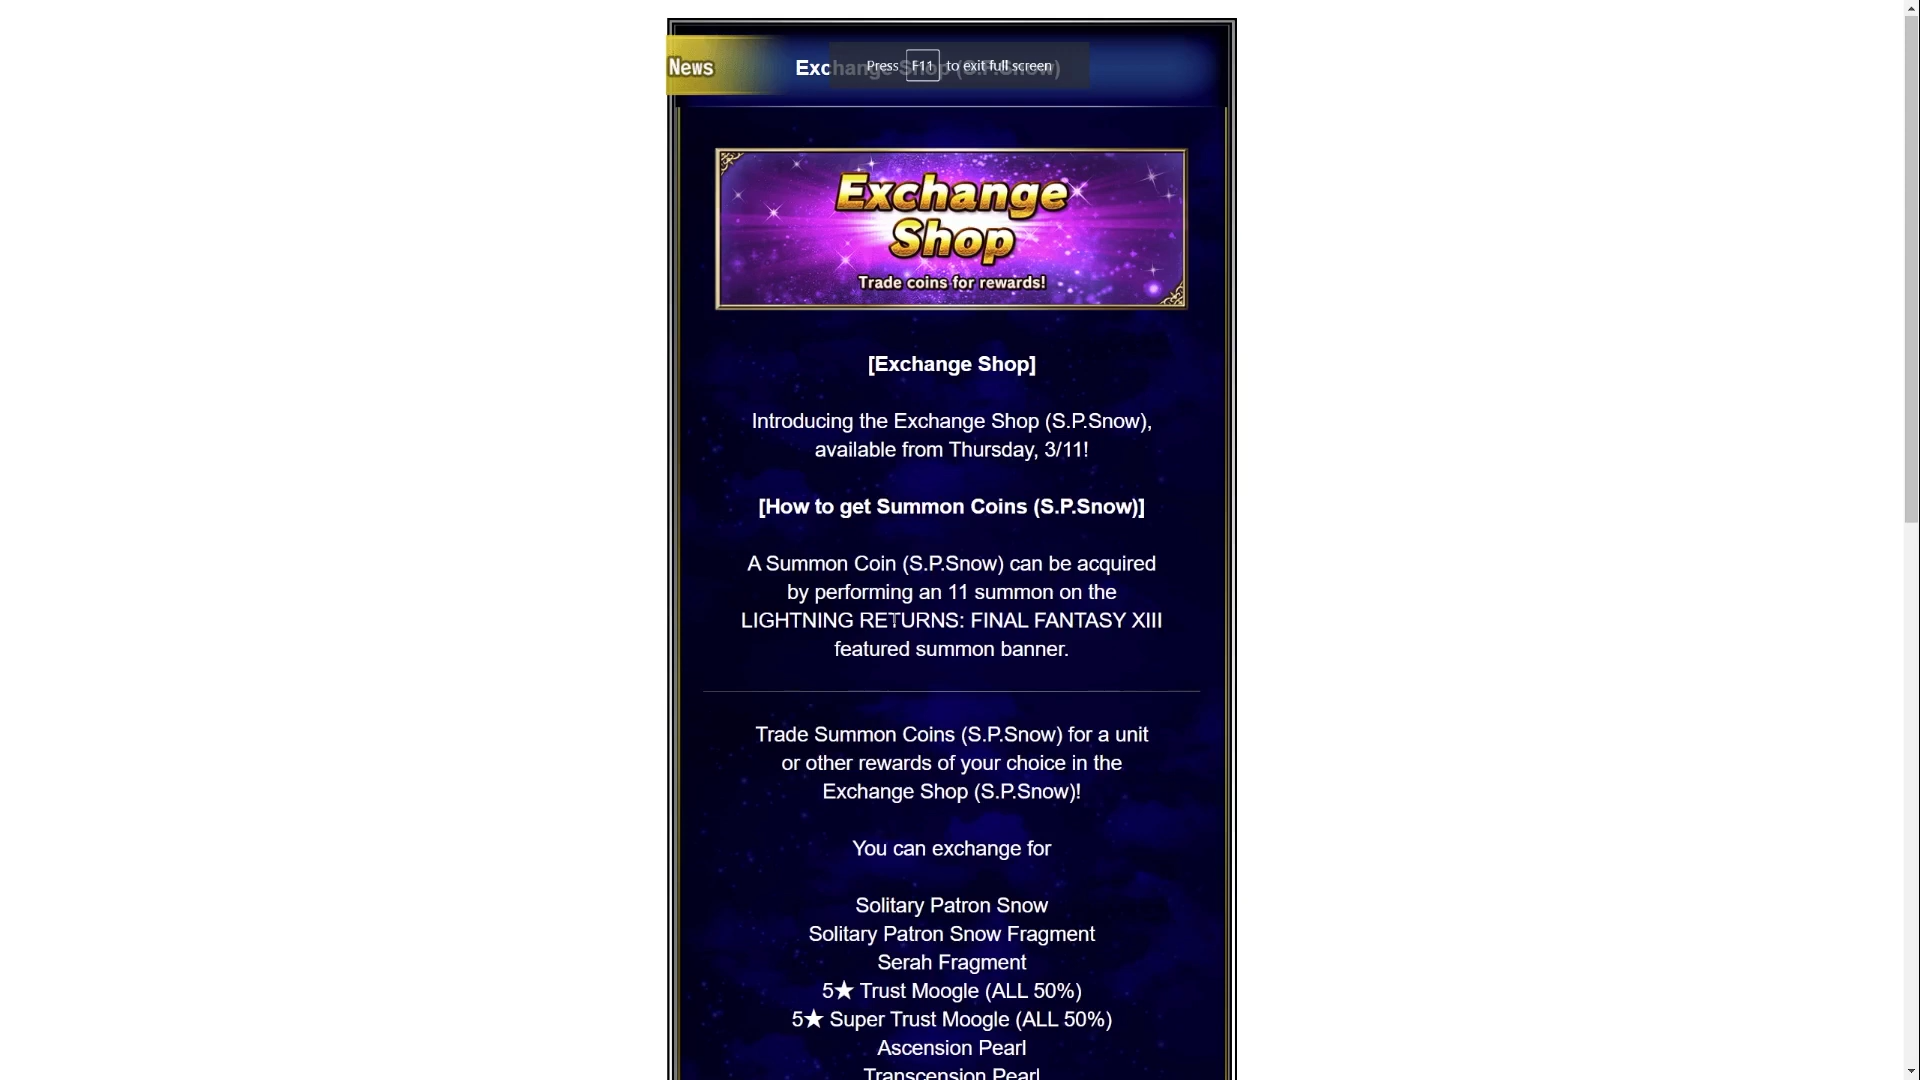 News
Exchange Shop (S.P.Snow)
Press F11 to exit full screen
Exchange
Shop
Trade coins for rewards!
[Exchange Shop]
Introducing the Exchange Shop (S.P.Snow),
available from Thursday, 3/11!
[How to get Summon Coins (S.P.Snow)]
A Summon Coin (S.P.Snow) can be acquired
by performing an 11 summon on the
LIGHTNING RETURNS: FINAL FANTASY XIII
featured summon banner.
Trade Summon Coins (S.P.Snow) for a unit
or other rewards of your choice in the
Exchange Shop (S.P.Snow)!
You can exchange for
Solitary Patron Snow
Solitary Patron Snow Fragment
Serah Fragment
5★ Trust Moogle (ALL 50%)
5★ Super Trust Moogle (ALL 50%)
Ascension Pearl
Transcension Pearl